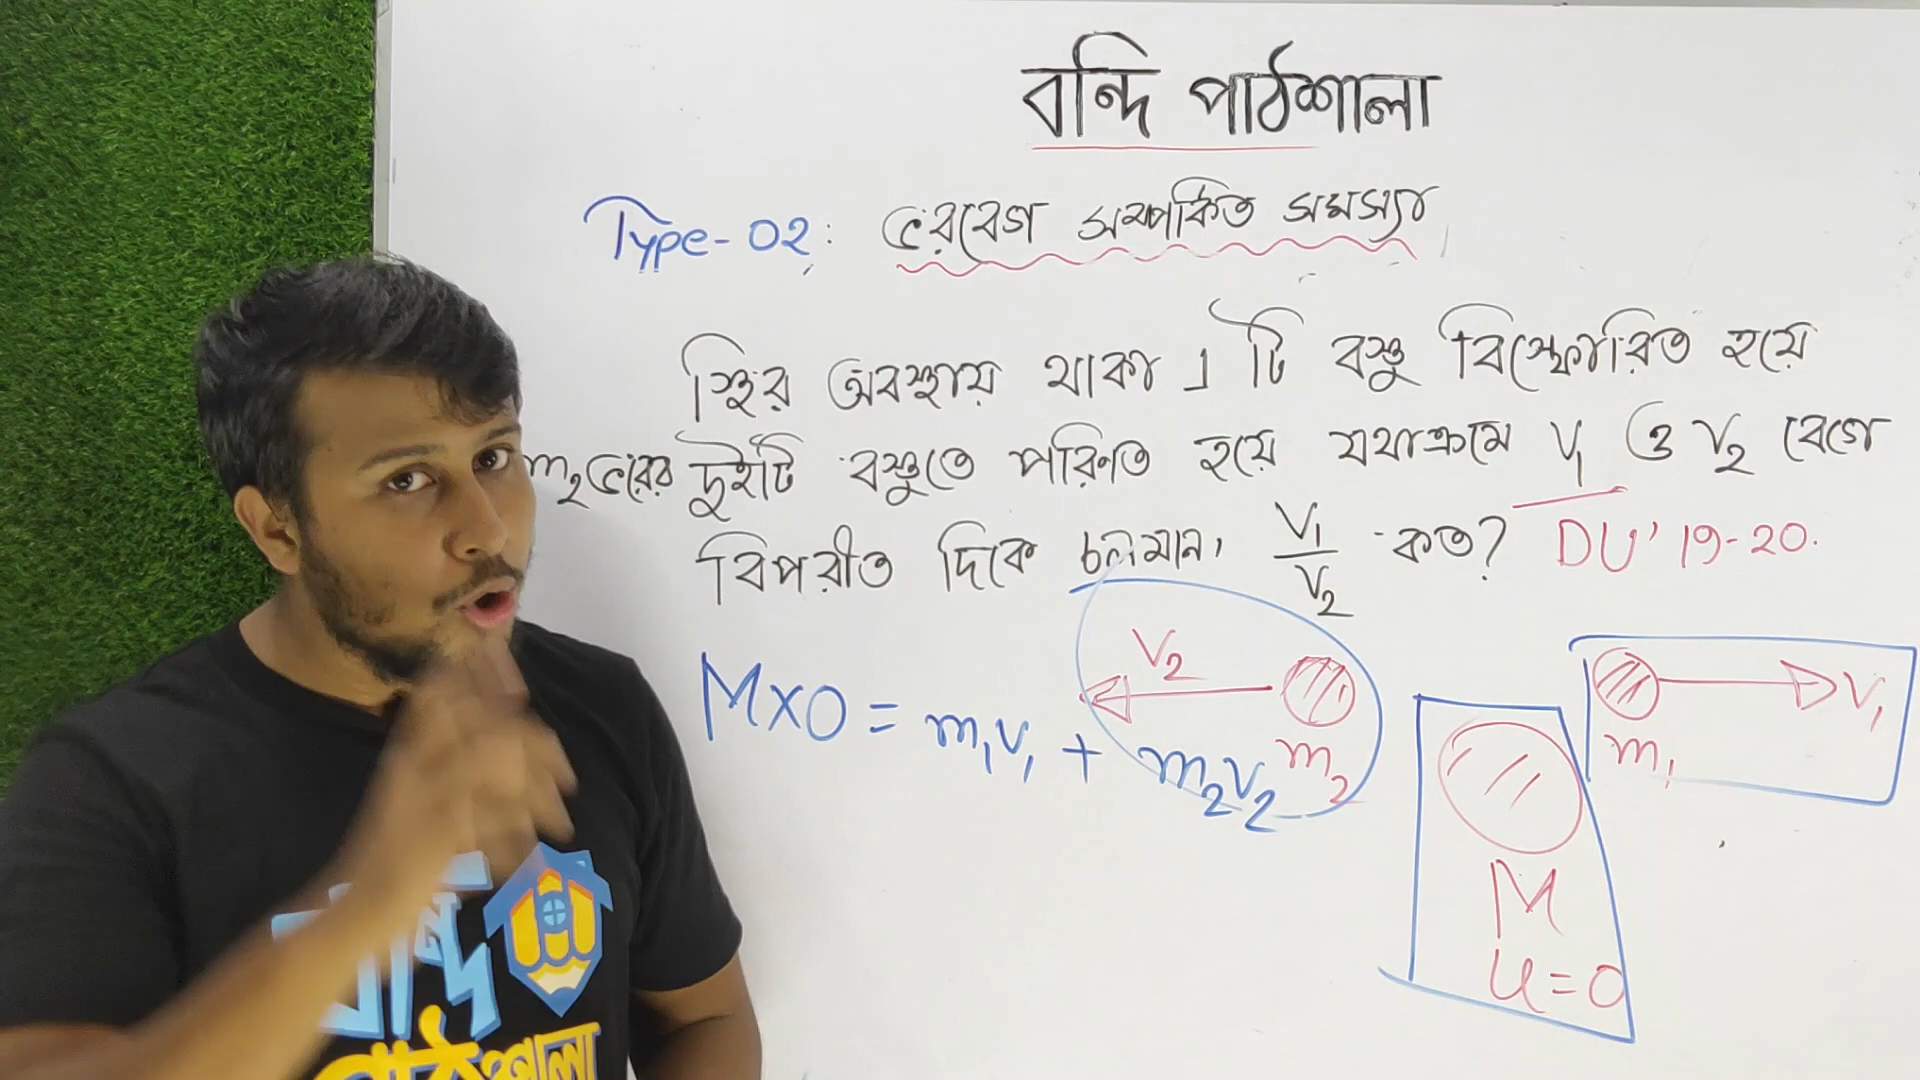 বন্দি পাঠশালা
Type-02: ভরবেগ সম্পর্কিত সমস্যা
স্থির অবস্থায় থাকা 1 টি বস্তু বিস্ফোরিত হয়ে
m₂ ভরের দুইটি বস্তুতে পরিণত হয়ে যথাক্রমে V₁ ও V₂ বেগে
বিপরীত দিকে চলমান, V₁/V₂ -কত? DU' 19-20.
M×0 = m₁v₁ + m₂v₂
V₂
m₂
V₁
m₁
M
u=0
বন্দি
পাঠশালা